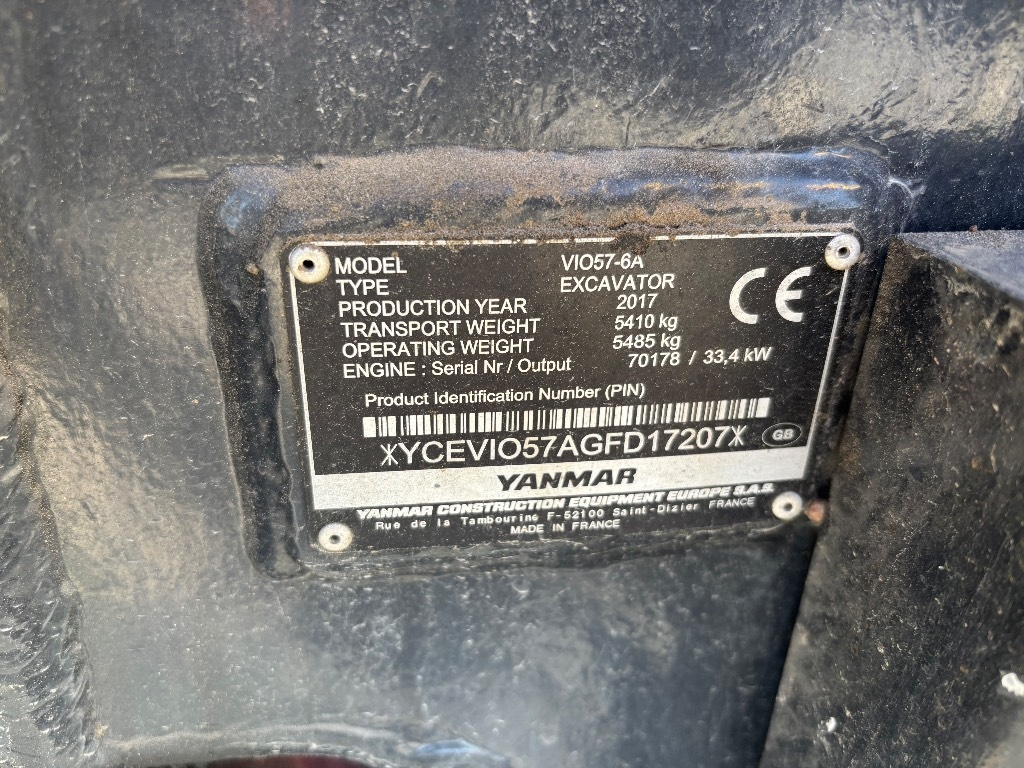 MODEL VIO57-6A
TYPE EXCAVATOR
PRODUCTION YEAR 2017
TRANSPORT WEIGHT 5410 kg
OPERATING WEIGHT 5485 kg
ENGINE : Serial Nr / Output 70178 / 33,4 kW
CE
Product Identification Number (PIN)
*YCEVIO57AGFD17207*
GB
YANMAR
YANMAR CONSTRUCTION EQUIPMENT EUROPE S.A.S.
Rue de la Tambourine F-52100 Saint-Dizier FRANCE
MADE IN FRANCE